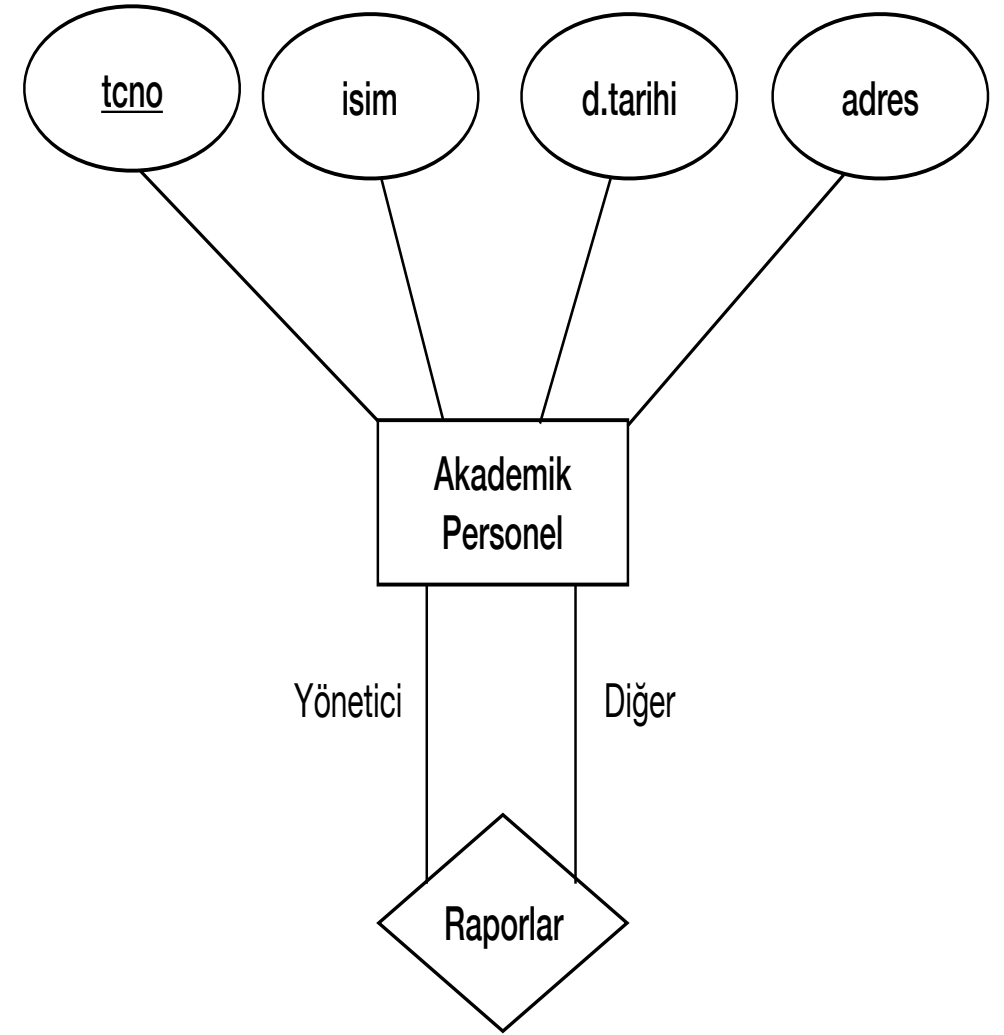 tcno
isim
d.tarihi
adres
Akademik
Personel
Yönetici
Diğer
Raporlar